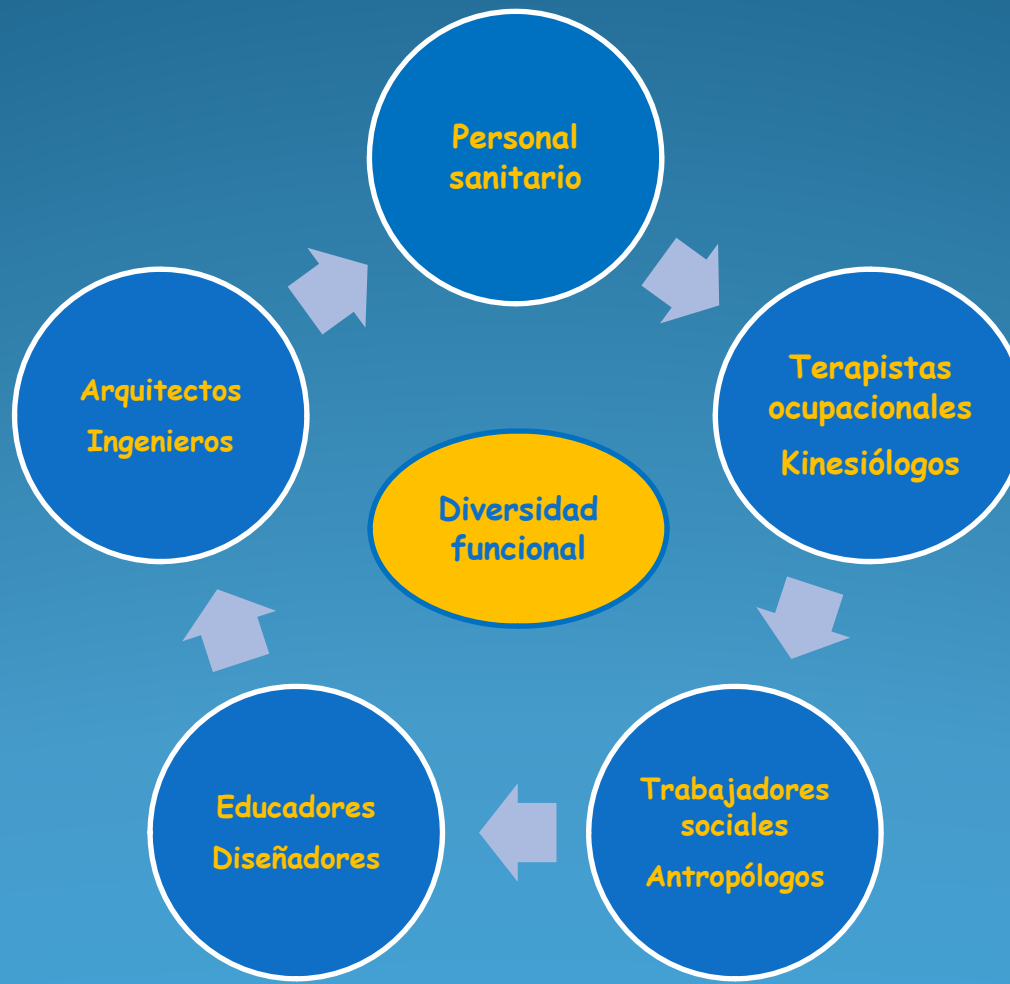 Personal
sanitario
Terapistas
ocupacionales
Kinesiólogos
Trabajadores
sociales
Antropólogos
Educadores
Diseñadores
Arquitectos
Ingenieros
Diversidad
funcional